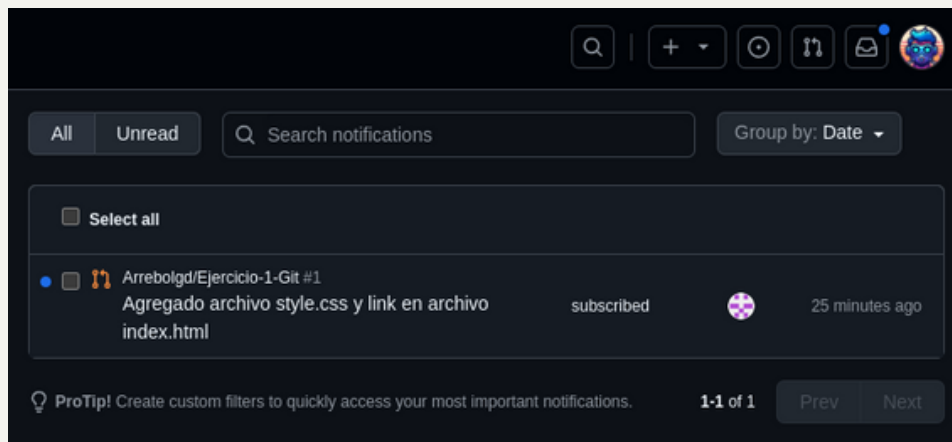 All Unread Search notifications Group by: Date
Select all
Arrebolgd/Ejercicio-1-Git #1
Agregado archivo style.css y link en archivo subscribed 25 minutes ago
index.html
ProTip! Create custom filters to quickly access your most important notifications. 1-1 of 1 Prev Next